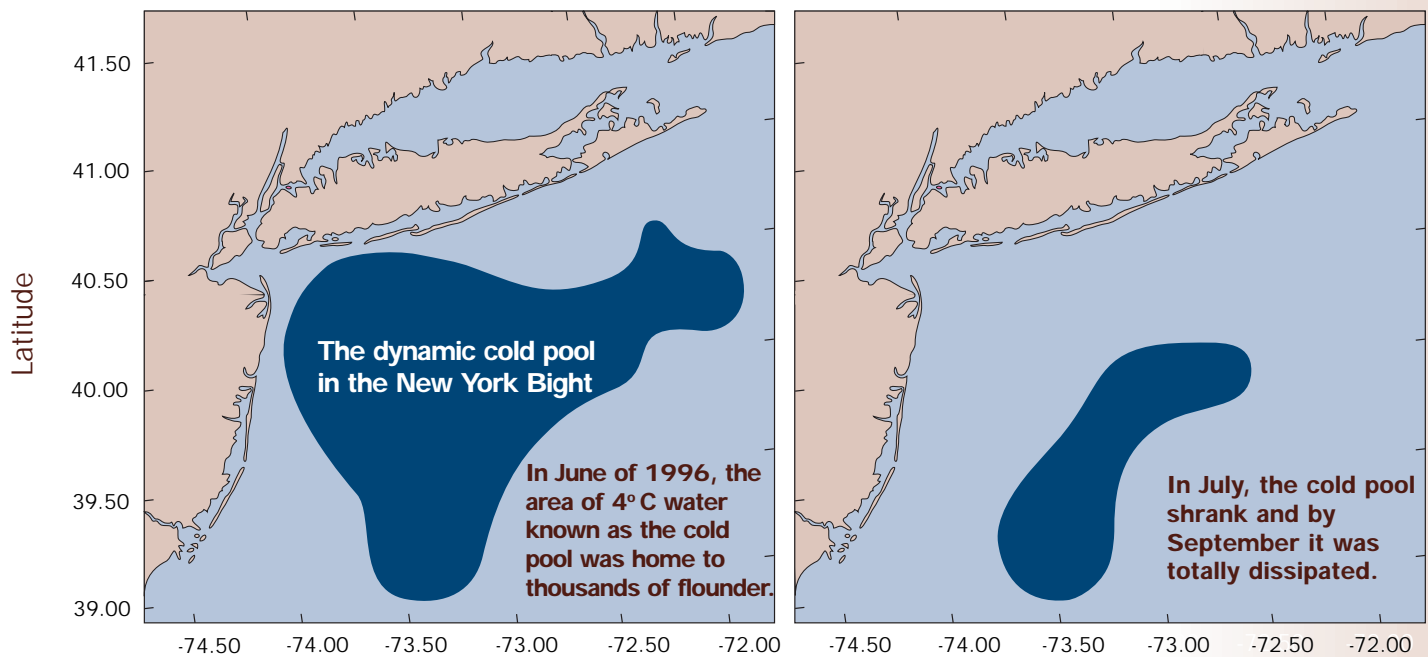 Latitude
41.50
41.00
40.50
40.00
39.50
39.00
The dynamic cold pool
in the New York Bight
In June of 1996, the
area of 4° C water
known as the cold
pool was home to
thousands of flounder.
-74.50 -74.00 -73.50 -73.00 -72.50 -72.00
In July, the cold pool
shrank and by
September it was
totally dissipated.
-74.50 -74.00 -73.50 -73.00 -72.50 -72.00